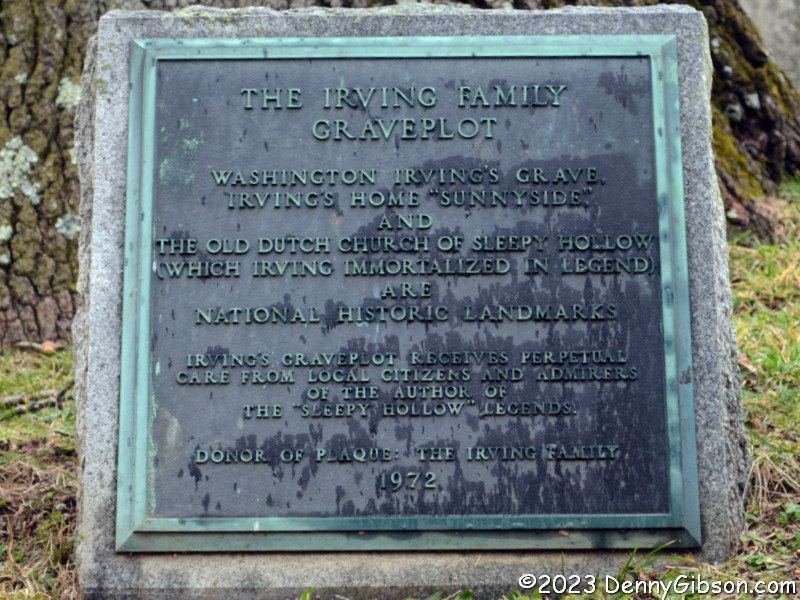 THE IRVING FAMILY
GRAVEPLOT
WASHINGTON IRVING'S GRAVE,
IRVING'S HOME "SUNNYSIDE,"
AND
THE OLD DUTCH CHURCH OF SLEEPY HOLLOW
(WHICH IRVING IMMORTALIZED IN LEGEND)
ARE
NATIONAL HISTORIC LANDMARKS
IRVING'S GRAVEPLOT RECEIVES PERPETUAL
CARE FROM LOCAL CITIZENS AND ADMIRERS
OF THE AUTHOR OF
THE "SLEEPY HOLLOW" LEGENDS.
DONOR OF PLAQUE: THE IRVING FAMILY
1972
©2023 DennyGibson.com